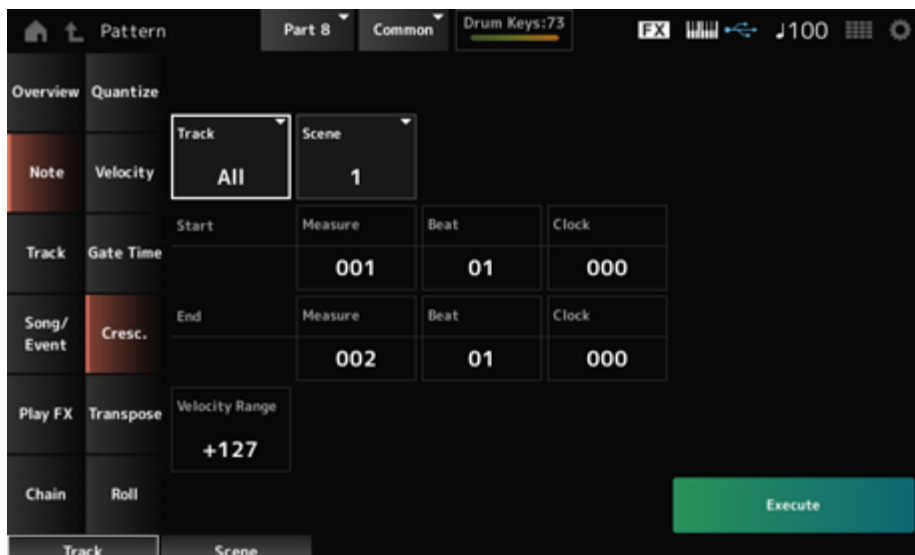 Pattern
Part 8
Common
Drum Keys:73
FX
♩100
Overview
Quantize
Note
Velocity
Track
All
Scene
1
Track
Gate Time
Start
Measure
Beat
Clock
001
01
000
Song/
Event
Cresc.
End
Measure
Beat
Clock
002
01
000
Play FX
Transpose
Velocity Range
+127
Chain
Roll
Execute
Track
Scene